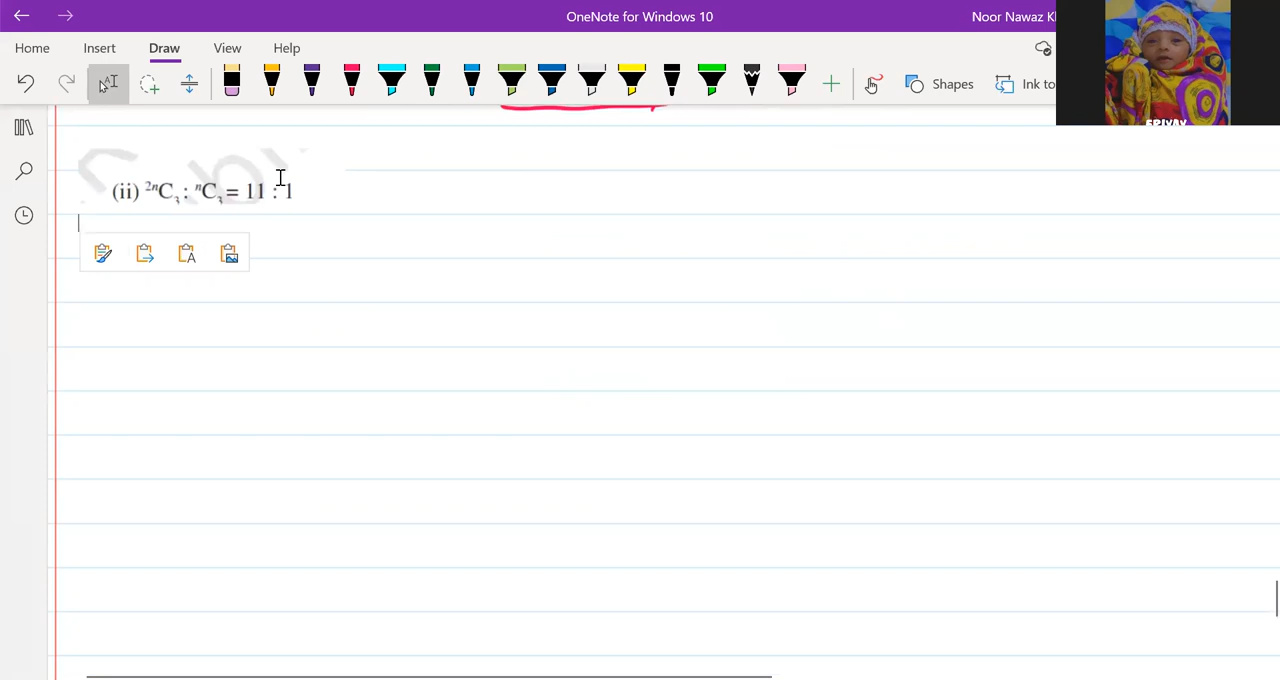 OneNote for Windows 10
Noor Nawaz K
Home Insert Draw View Help
Shapes
Ink to
(ii) ²ⁿC₃ : ⁿC₃ = 11 : 1